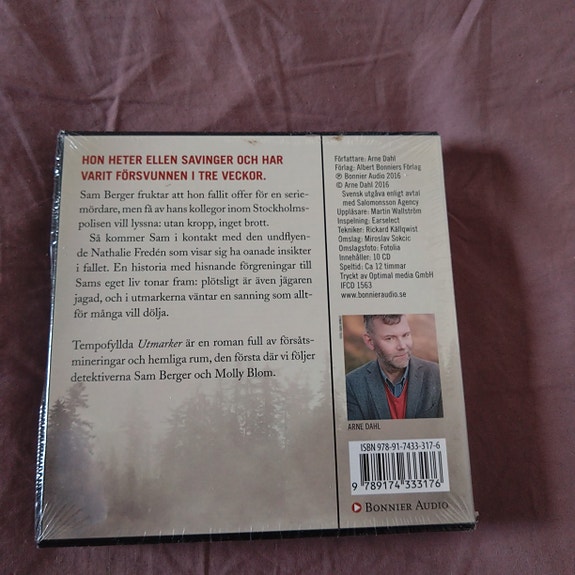 HON HETER ELLEN SAVINGER OCH HAR
VARIT FÖRSVUNNEN I TRE VECKOR.
Sam Berger fruktar att hon fallit offer för en serie-
mördare, men få av hans kollegor inom Stockholms-
polisen vill lyssna: utan kropp, inget brott.
Så kommer Sam i kontakt med den undflyen-
de Nathalie Fredén som visar sig ha oanade insikter
i fallet. En historia med hisnande förgreningar till
Sams eget liv tonar fram: plötsligt är även jägaren
jagad, och i utmarkerna väntar en sanning som allt-
för många vill dölja.
Tempofyllda Utmarker är en roman full av försåts-
mineringar och hemliga rum, den första där vi följer
detektiverna Sam Berger och Molly Blom.
Författare: Arne Dahl
Förlag: Albert Bonniers Förlag
℗ Bonnier Audio 2016
© Arne Dahl 2016
Svensk utgåva enligt avtal
med Salomonsson Agency
Uppläsare: Martin Wallström
Inspelning: Earselect
Tekniker: Rickard Källqwist
Omslag: Miroslav Sokcic
Omslagsfoto: Fotolia
Innehåller: 10 CD
Speltid: Ca 12 timmar
Tryckt av Optimal media GmbH
IFCD 1563
www.bonnieraudio.se
ARNE DAHL
ISBN 978-91-7433-317-6
9 789174 333176
BONNIER AUDIO